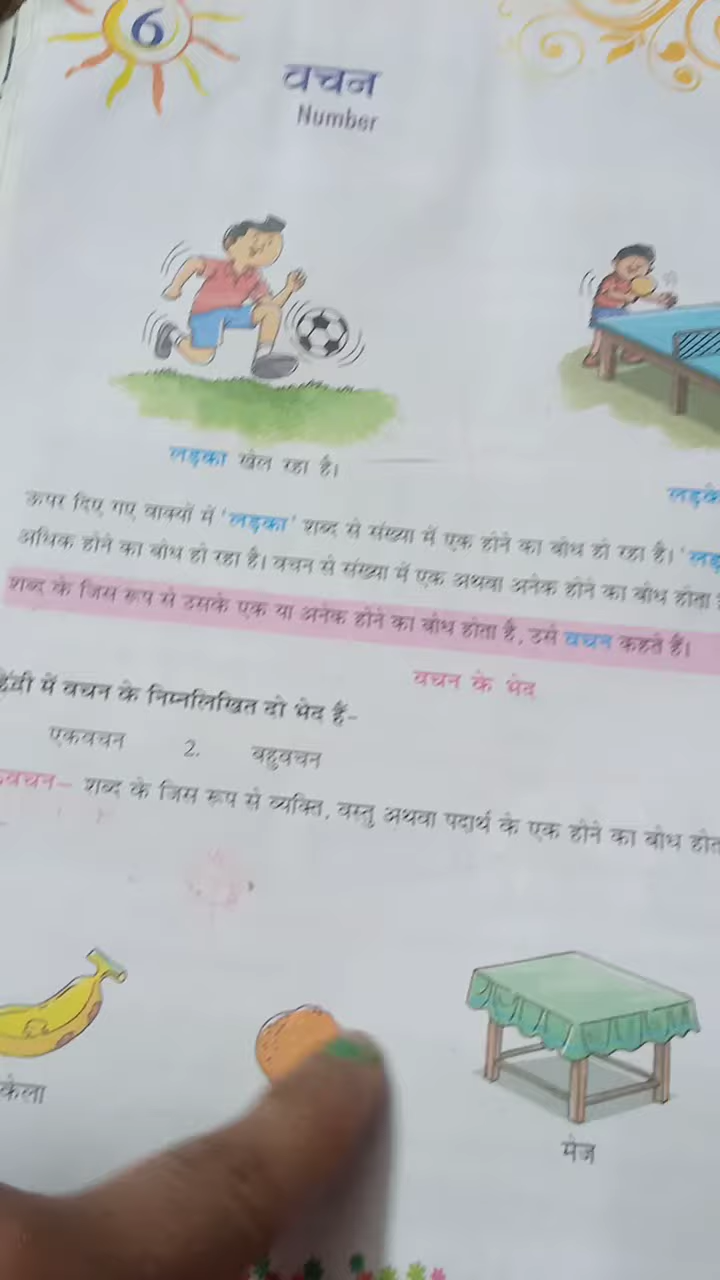 6
वचन
Number
लड़का खेल रहा है।
लड़के
ऊपर दिए गए वाक्यों में 'लड़का' शब्द से संख्या में एक होने का बोध हो रहा है। 'लड़
अधिक होने का बोध हो रहा है। वचन से संख्या में एक अथवा अनेक होने का बोध होता
शब्द के जिस रूप से उसके एक या अनेक होने का बोध होता है, उसे वचन कहते हैं।
वचन के भेद
हिंदी में वचन के निम्नलिखित दो भेद हैं-
एकवचन 2. बहुवचन
वचन– शब्द के जिस रूप से व्यक्ति, वस्तु अथवा पदार्थ के एक होने का बोध होत
केला
मेज